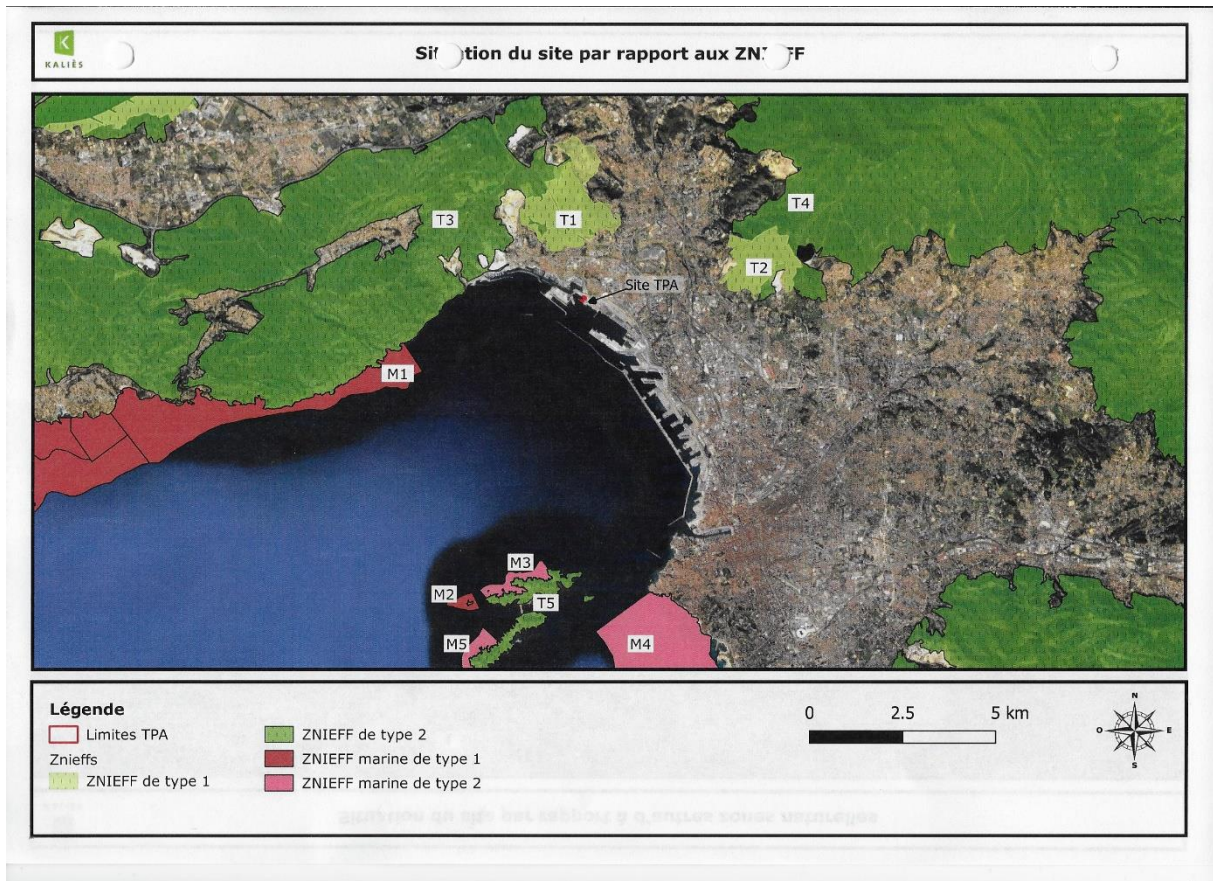 KALIÈS
du site par rapport aux
T3
T1
T4
T2
Site TPA
M1
M3
M2
T5
M5
M4
Légende
Limites TPA
Znieffs
ZNIEFF de type 1
ZNIEFF de type 2
ZNIEFF marine de type 1
ZNIEFF marine de type 2
0 2.5 5 km
N
O E
S